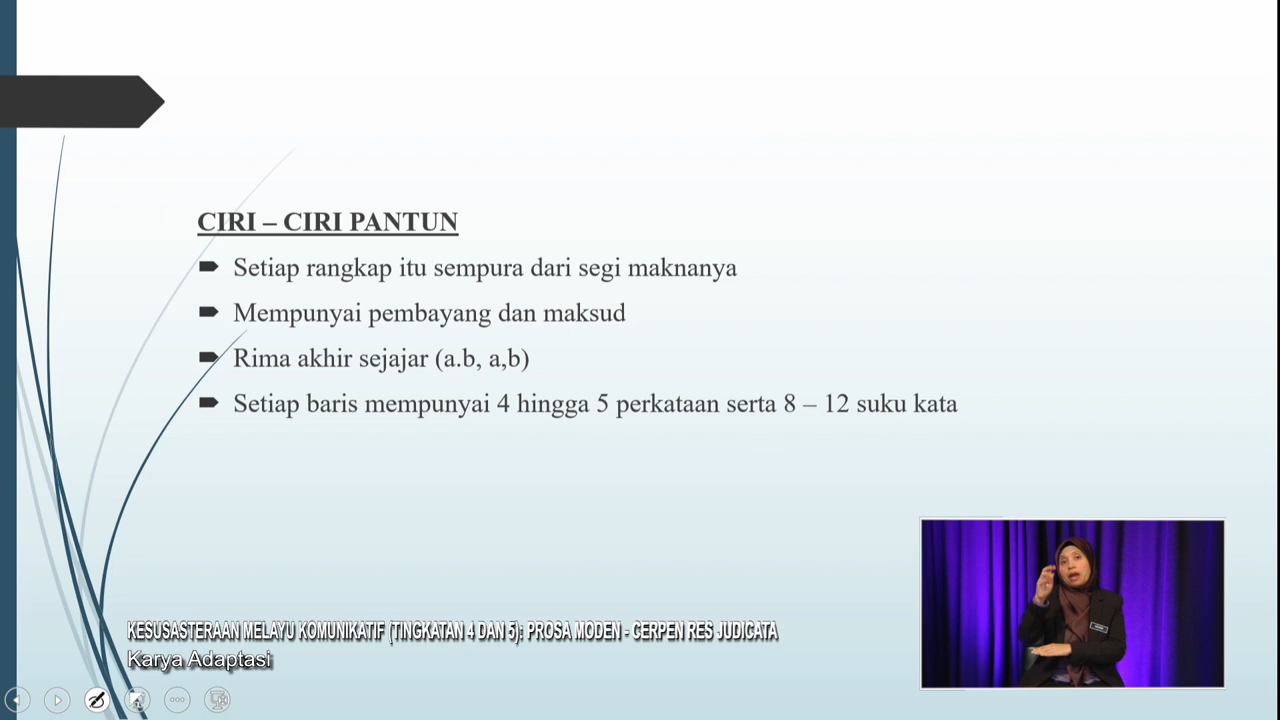 CIRI – CIRI PANTUN
Setiap rangkap itu sempura dari segi maknanya
Mempunyai pembayang dan maksud
Rima akhir sejajar (a.b, a,b)
Setiap baris mempunyai 4 hingga 5 perkataan serta 8 – 12 suku kata
KESUSASTERAAN MELAYU KOMUNIKATIF (TINGKATAN 4 DAN 5): PROSA MODEN - CERPEN RES JUDICATA
Karya Adaptasi